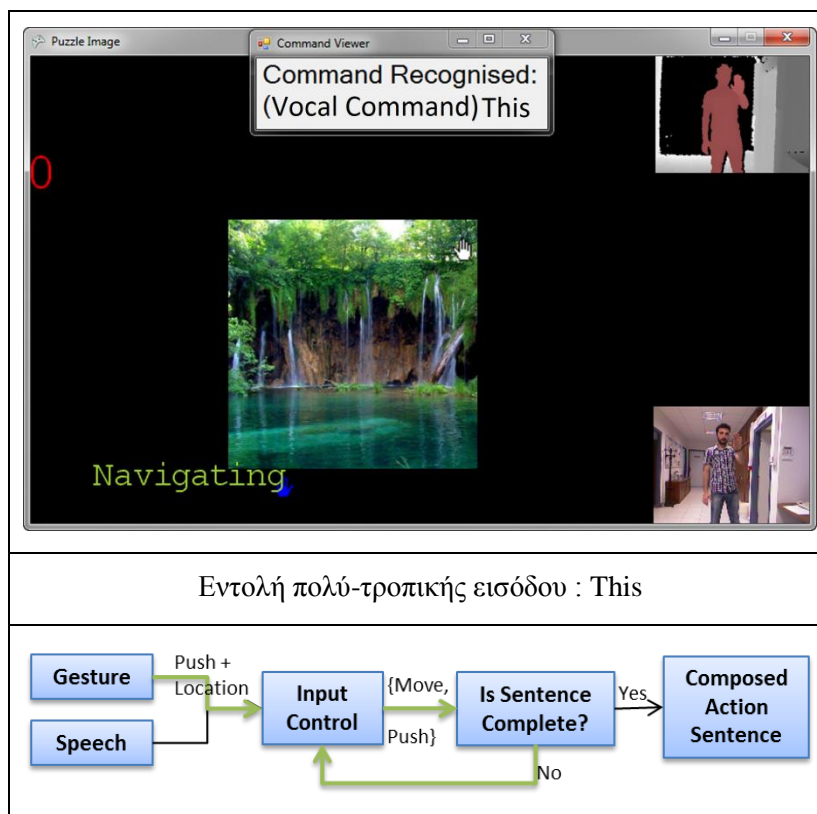 Puzzle Image
Command Viewer
Command Recognised:
(Vocal Command) This
0
Navigating
Εντολή πολύ-τροπικής εισόδου : This
Gesture
Push +
Location
Speech
Input
Control
{Move,
Push}
Is Sentence
Complete?
Yes
No
Composed
Action
Sentence